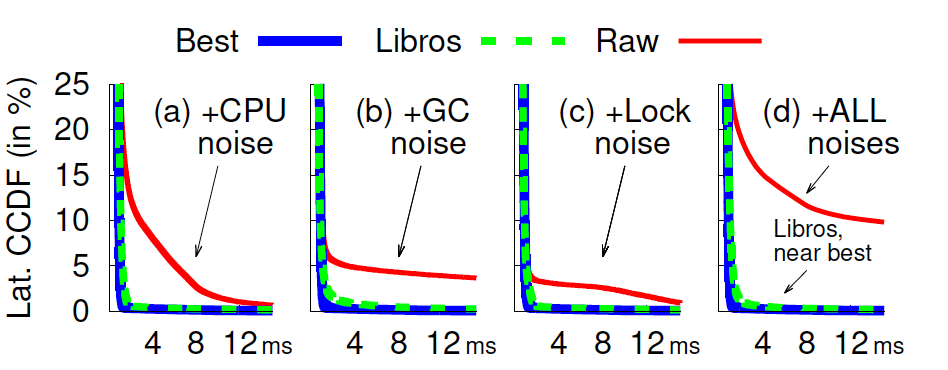 Best Libros Raw
Lat. CCDF (in %)
25
20
15
10
5
0
(a) +CPU
noise
(b) +GC
noise
(c) +Lock
noise
(d) +ALL
noises
Libros,
near best
4 8 12 ms
4 8 12 ms
4 8 12 ms
4 8 12 ms